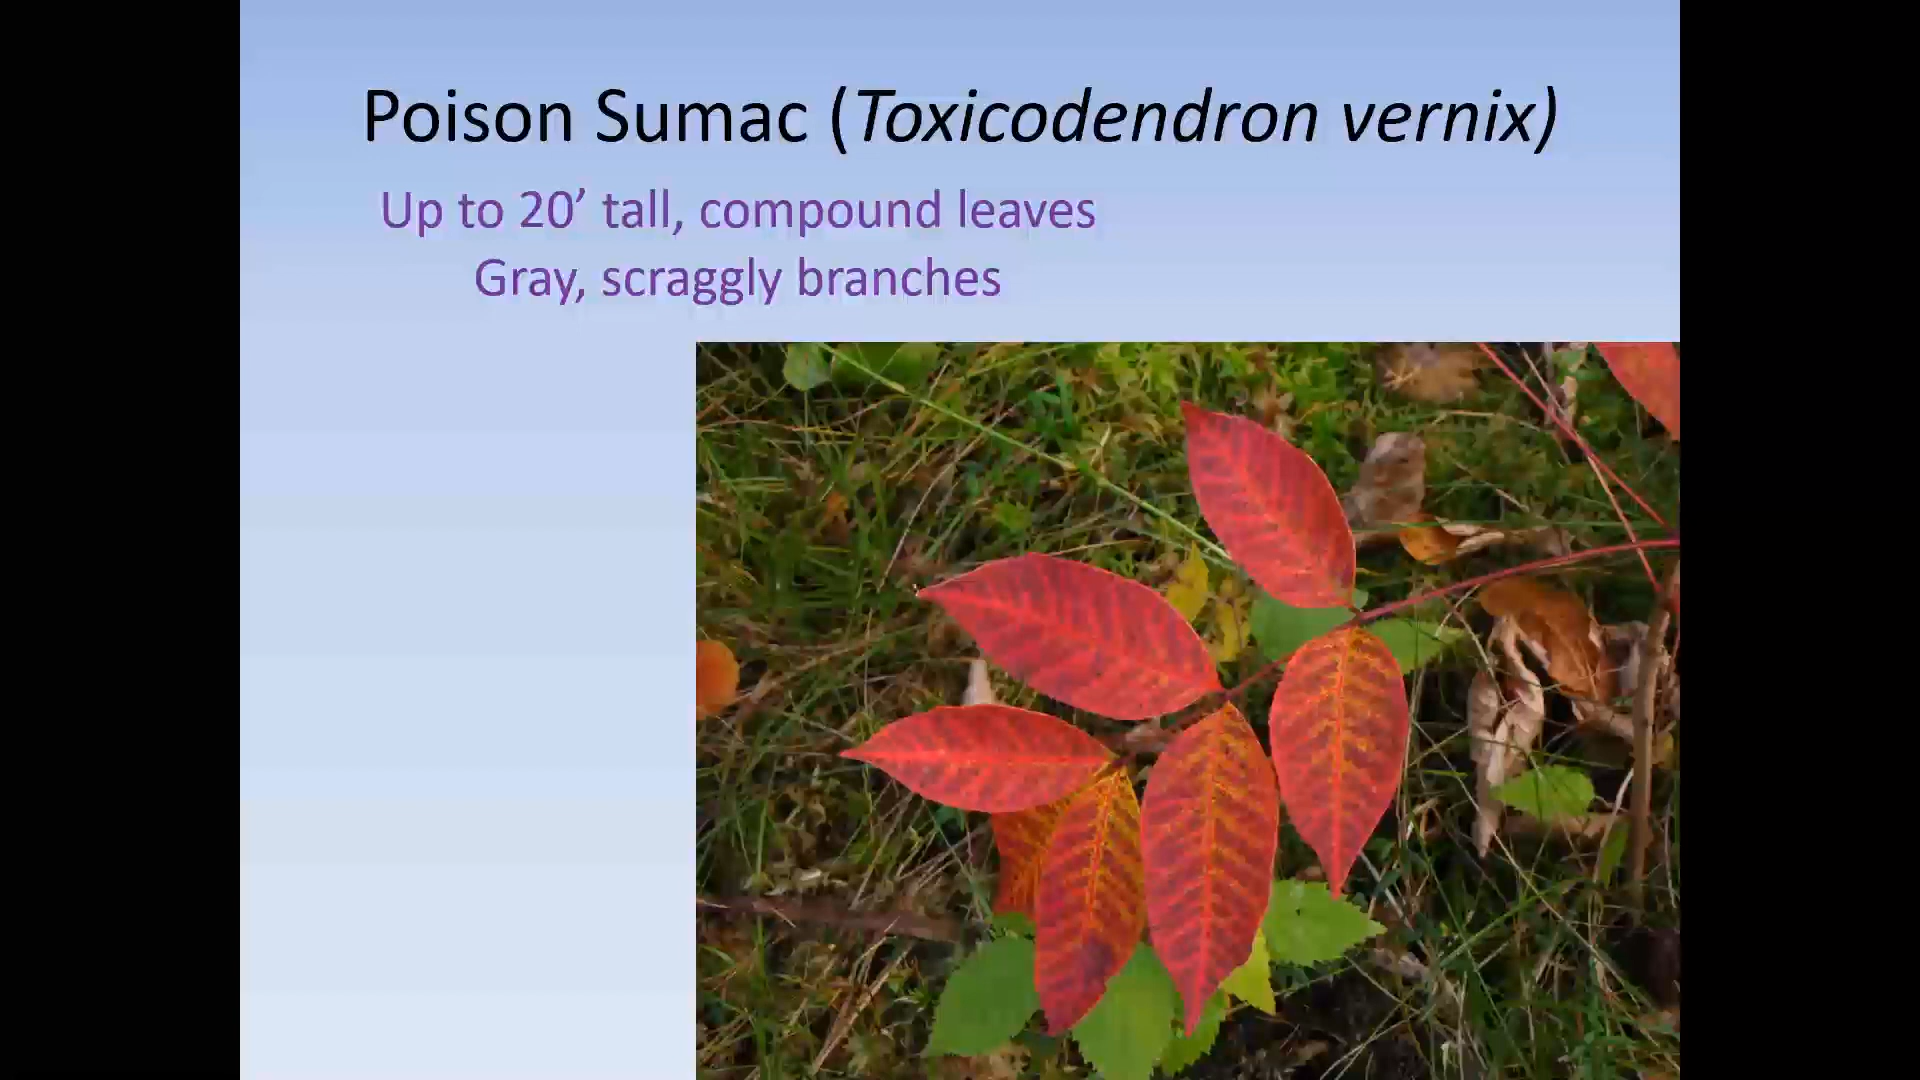 Poison Sumac (Toxicodendron vernix)
Up to 20’ tall, compound leaves
Gray, scraggly branches